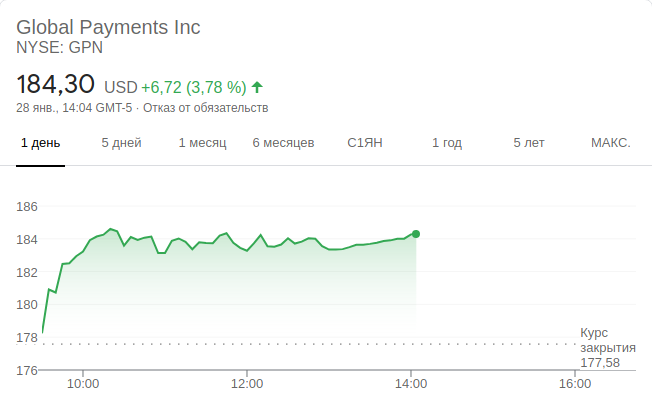 Global Payments Inc
NYSE: GPN
184,30 USD +6,72 (3,78 %)
28 янв., 14:04 GMT-5 · Отказ от обязательств
1 день 5 дней 1 месяц 6 месяцев С1ЯН 1 год 5 лет МАКС.
186
184
182
180
178
Курс
закрытия
177,58
176
10:00 12:00 14:00 16:00